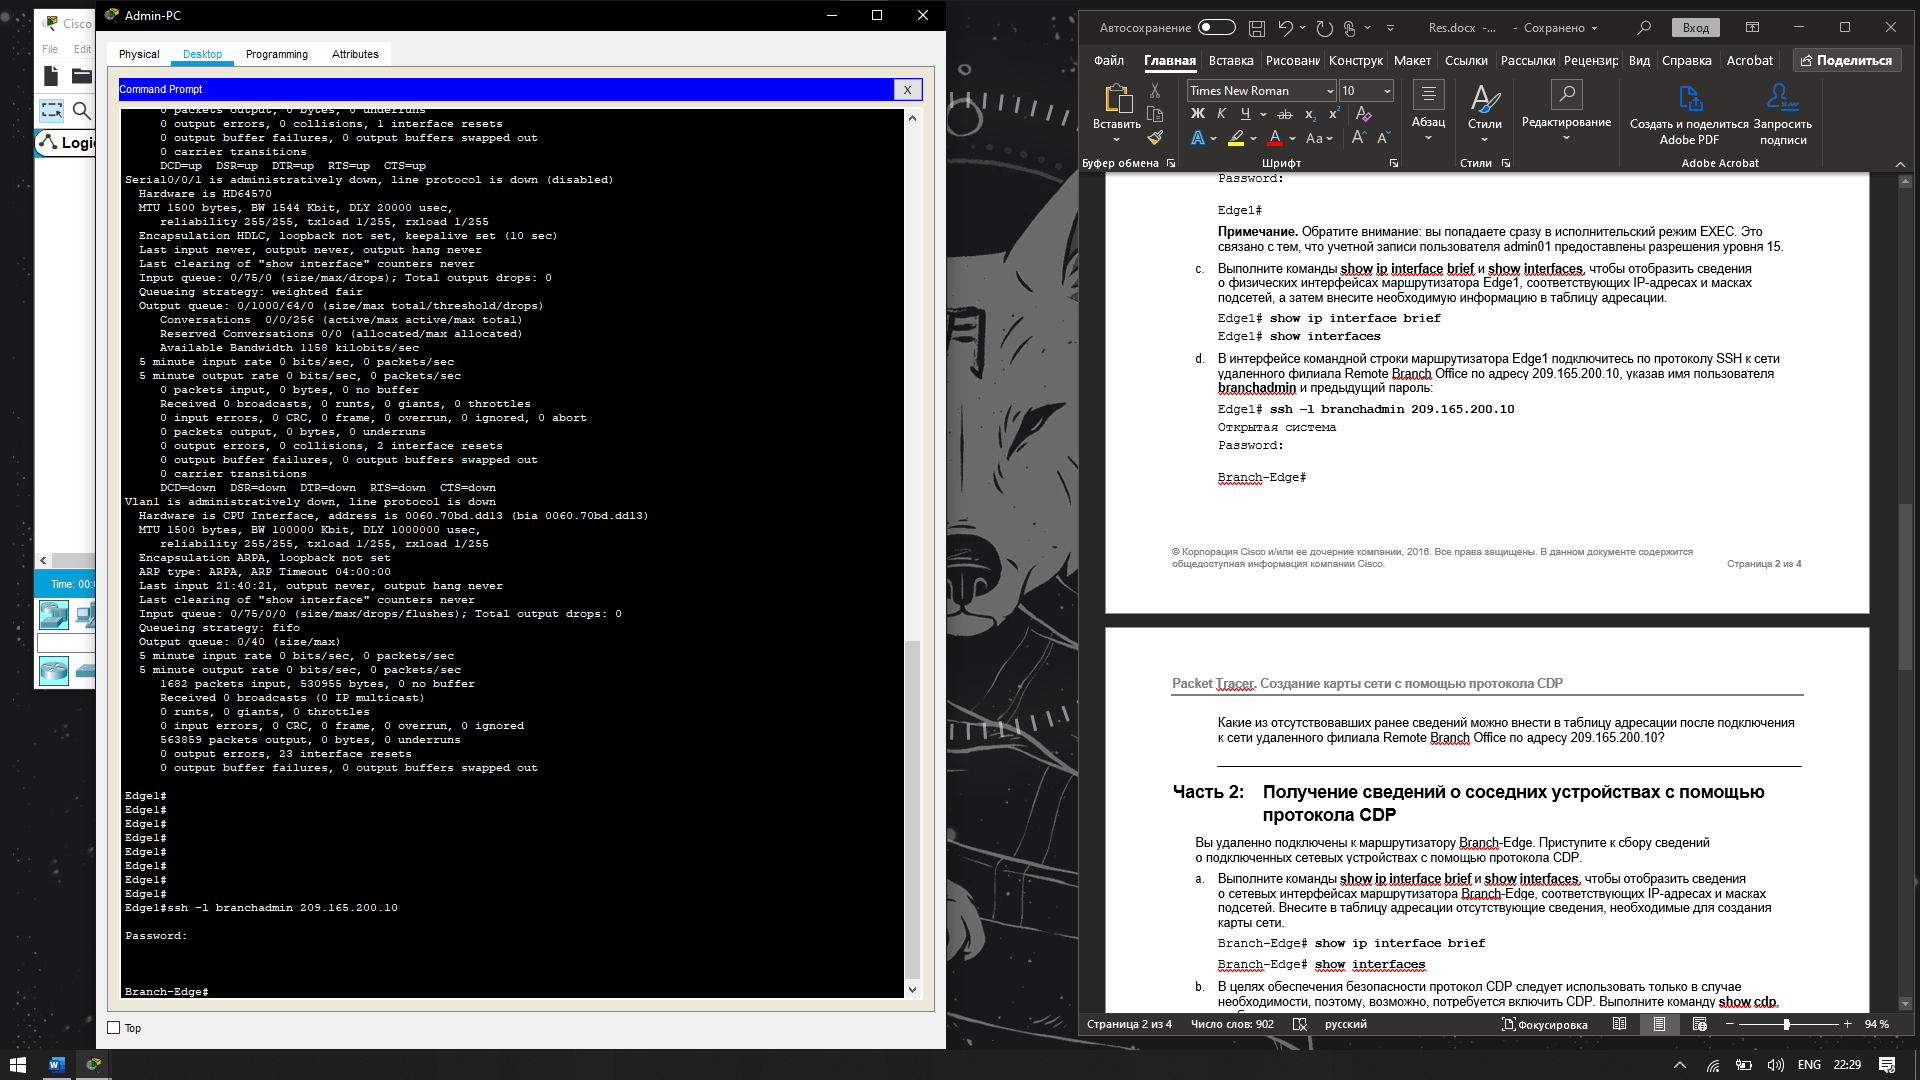 Cisco
File Edit
Logic
Time: 00:
Admin-PC
Physical Desktop Programming Attributes
Command Prompt X
0 packets output, 0 bytes, 0 underruns
0 output errors, 0 collisions, 1 interface resets
0 output buffer failures, 0 output buffers swapped out
0 carrier transitions
DCD=up DSR=up DTR=up RTS=up CTS=up
Serial0/0/1 is administratively down, line protocol is down (disabled)
Hardware is HD64570
MTU 1500 bytes, BW 1544 Kbit, DLY 20000 usec,
reliability 255/255, txload 1/255, rxload 1/255
Encapsulation HDLC, loopback not set, keepalive set (10 sec)
Last input never, output never, output hang never
Last clearing of "show interface" counters never
Input queue: 0/75/0 (size/max/drops); Total output drops: 0
Queueing strategy: weighted fair
Output queue: 0/1000/64/0 (size/max total/threshold/drops)
Conversations 0/0/256 (active/max active/max total)
Reserved Conversations 0/0 (allocated/max allocated)
Available Bandwidth 1158 kilobits/sec
5 minute input rate 0 bits/sec, 0 packets/sec
5 minute output rate 0 bits/sec, 0 packets/sec
0 packets input, 0 bytes, 0 no buffer
Received 0 broadcasts, 0 runts, 0 giants, 0 throttles
0 input errors, 0 CRC, 0 frame, 0 overrun, 0 ignored, 0 abort
0 packets output, 0 bytes, 0 underruns
0 output errors, 0 collisions, 2 interface resets
0 output buffer failures, 0 output buffers swapped out
0 carrier transitions
DCD=down DSR=down DTR=down RTS=down CTS=down
Vlan1 is administratively down, line protocol is down
Hardware is CPU Interface, address is 0060.70bd.dd13 (bia 0060.70bd.dd13)
MTU 1500 bytes, BW 100000 Kbit, DLY 1000000 usec,
reliability 255/255, txload 1/255, rxload 1/255
Encapsulation ARPA, loopback not set
ARP type: ARPA, ARP Timeout 04:00:00
Last input 21:40:21, output never, output hang never
Last clearing of "show interface" counters never
Input queue: 0/75/0/0 (size/max/drops/flushes); Total output drops: 0
Queueing strategy: fifo
Output queue: 0/40 (size/max)
5 minute input rate 0 bits/sec, 0 packets/sec
5 minute output rate 0 bits/sec, 0 packets/sec
1682 packets input, 530955 bytes, 0 no buffer
Received 0 broadcasts (0 IP multicast)
0 runts, 0 giants, 0 throttles
0 input errors, 0 CRC, 0 frame, 0 overrun, 0 ignored
563859 packets output, 0 bytes, 0 underruns
0 output errors, 23 interface resets
0 output buffer failures, 0 output buffers swapped out
Edge1#
Edge1#
Edge1#
Edge1#
Edge1#
Edge1#
Edge1#
Edge1#
Edge1#ssh -l branchadmin 209.165.200.10
Password:
Branch-Edge#
Top
Автосохранение Res.docx -... - Сохранено Вход
Файл Главная Вставка Рисовани Конструк Макет Ссылки Рассылки Рецензир Вид Справка Acrobat Поделиться
Times New Roman 10
Вставить Абзац Стили Редактирование Создать и поделиться Adobe PDF Запросить подписи
Буфер обмена Шрифт Стили Adobe Acrobat
Password:
Edge1#
Примечание. Обратите внимание: вы попадаете сразу в исполнительский режим EXEC. Это
связано с тем, что учетной записи пользователя admin01 предоставлены разрешения уровня 15.
c. Выполните команды show ip interface brief и show interfaces, чтобы отобразить сведения
о физических интерфейсах маршрутизатора Edge1, соответствующих IP-адресах и масках
подсетей, а затем внесите необходимую информацию в таблицу адресации.
Edge1# show ip interface brief
Edge1# show interfaces
d. В интерфейсе командной строки маршрутизатора Edge1 подключитесь по протоколу SSH к сети
удаленного филиала Remote Branch Office по адресу 209.165.200.10, указав имя пользователя
branchadmin и предыдущий пароль:
Edge1# ssh –l branchadmin 209.165.200.10
Открытая система
Password:
Branch-Edge#
© Корпорация Cisco и/или ее дочерние компании, 2016. Все права защищены. В данном документе содержится
общедоступная информация компании Cisco. Страница 2 из 4
Packet Tracer. Создание карты сети с помощью протокола CDP
Какие из отсутствовавших ранее сведений можно внести в таблицу адресации после подключения
к сети удаленного филиала Remote Branch Office по адресу 209.165.200.10?
Часть 2: Получение сведений о соседних устройствах с помощью
протокола CDP
Вы удаленно подключены к маршрутизатору Branch-Edge. Приступите к сбору сведений
о подключенных сетевых устройствах с помощью протокола CDP.
a. Выполните команды show ip interface brief и show interfaces, чтобы отобразить сведения
о сетевых интерфейсах маршрутизатора Branch-Edge, соответствующих IP-адресах и масках
подсетей. Внесите в таблицу адресации отсутствующие сведения, необходимые для создания
карты сети.
Branch-Edge# show ip interface brief
Branch-Edge# show interfaces
b. В целях обеспечения безопасности протокол CDP следует использовать только в случае
необходимости, поэтому, возможно, потребуется включить CDP. Выполните команду show cdp,
Страница 2 из 4 Число слов: 902 русский Фокусировка 94 %
ENG 22:29